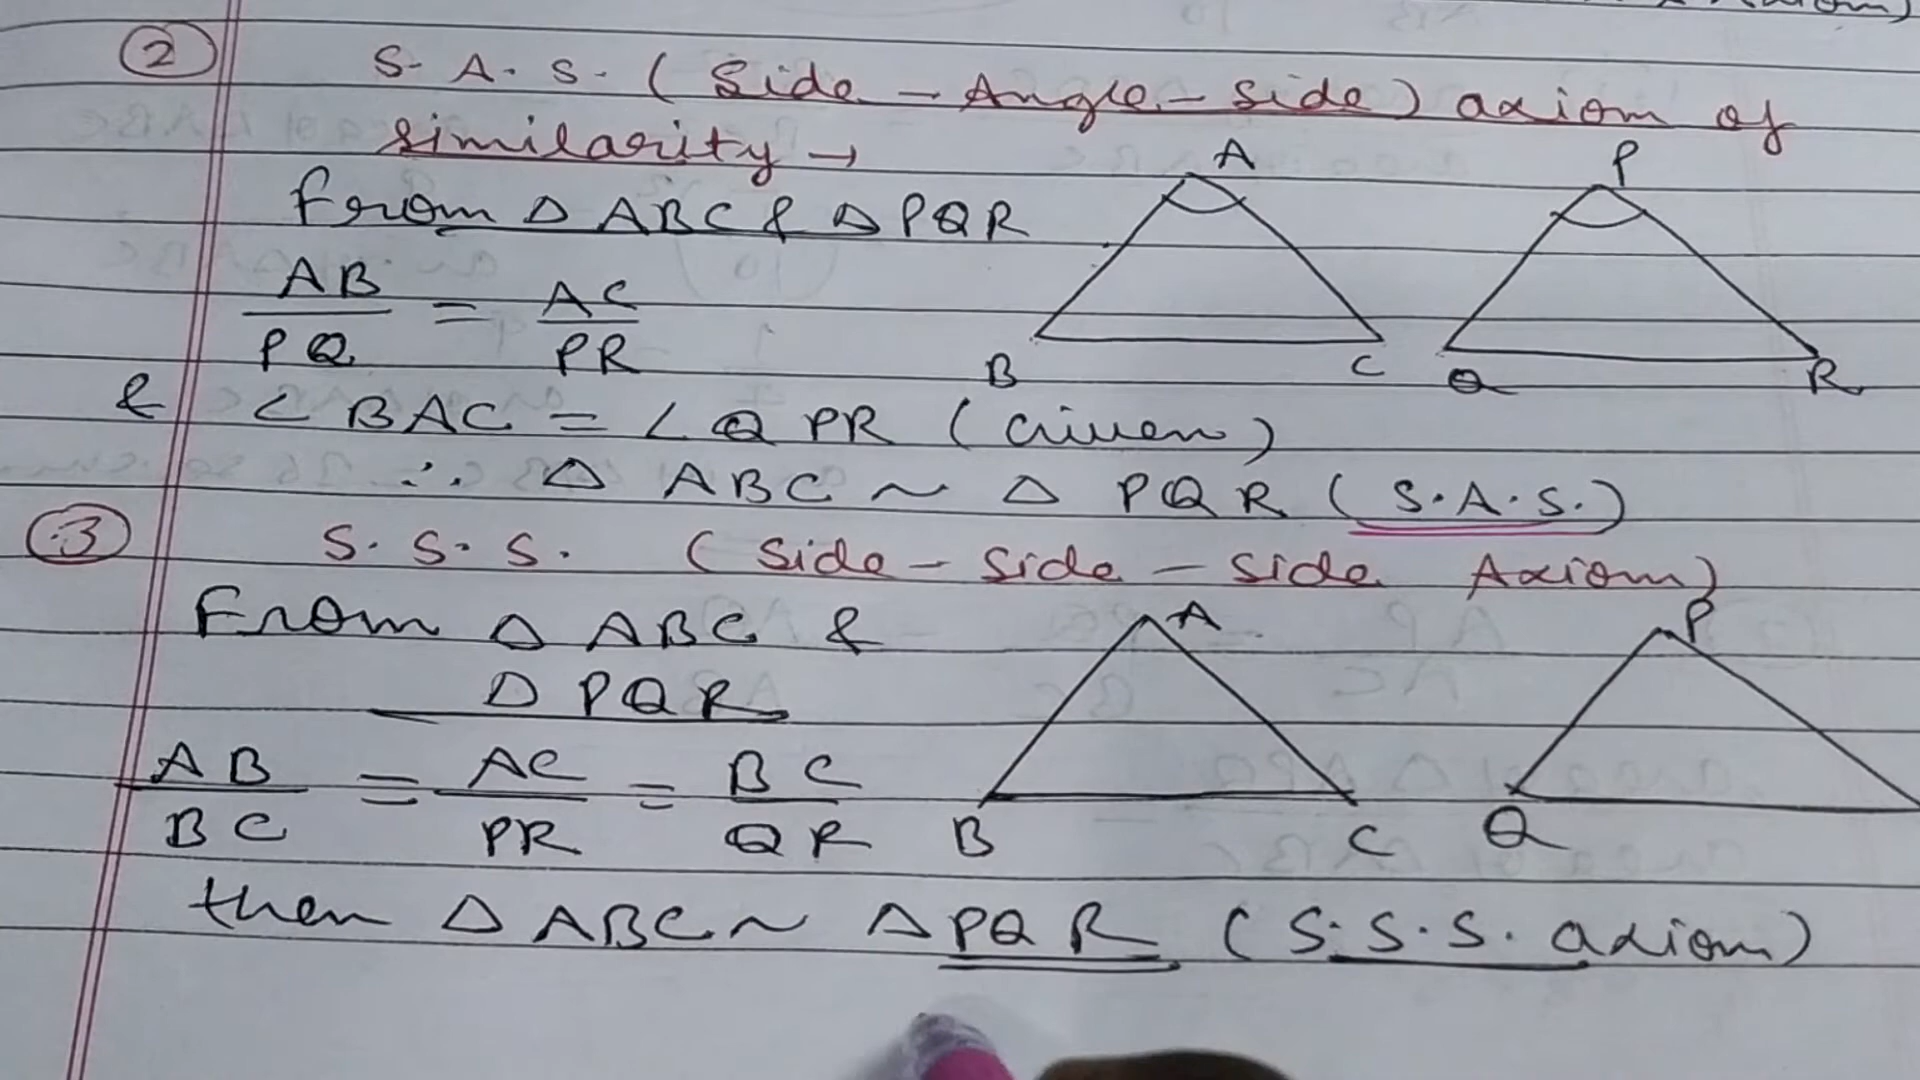 ② S. A. S. ( Side - Angle - side ) axiom of
similarity →
From △ ABC & △ PQR
AB/PQ = AC/PR
A
B
C
P
Q
R
& ∠ BAC = ∠ QPR (Given)
∴ △ ABC ~ △ PQR ( S.A.S. )
③ S. S. S. ( Side - Side - Side Axiom )
From △ ABC &
△ PQR
AB/BC = AC/PR = BC/QR
A
B
C
P
Q
then △ ABC ~ △ PQR ( S.S.S. axiom )